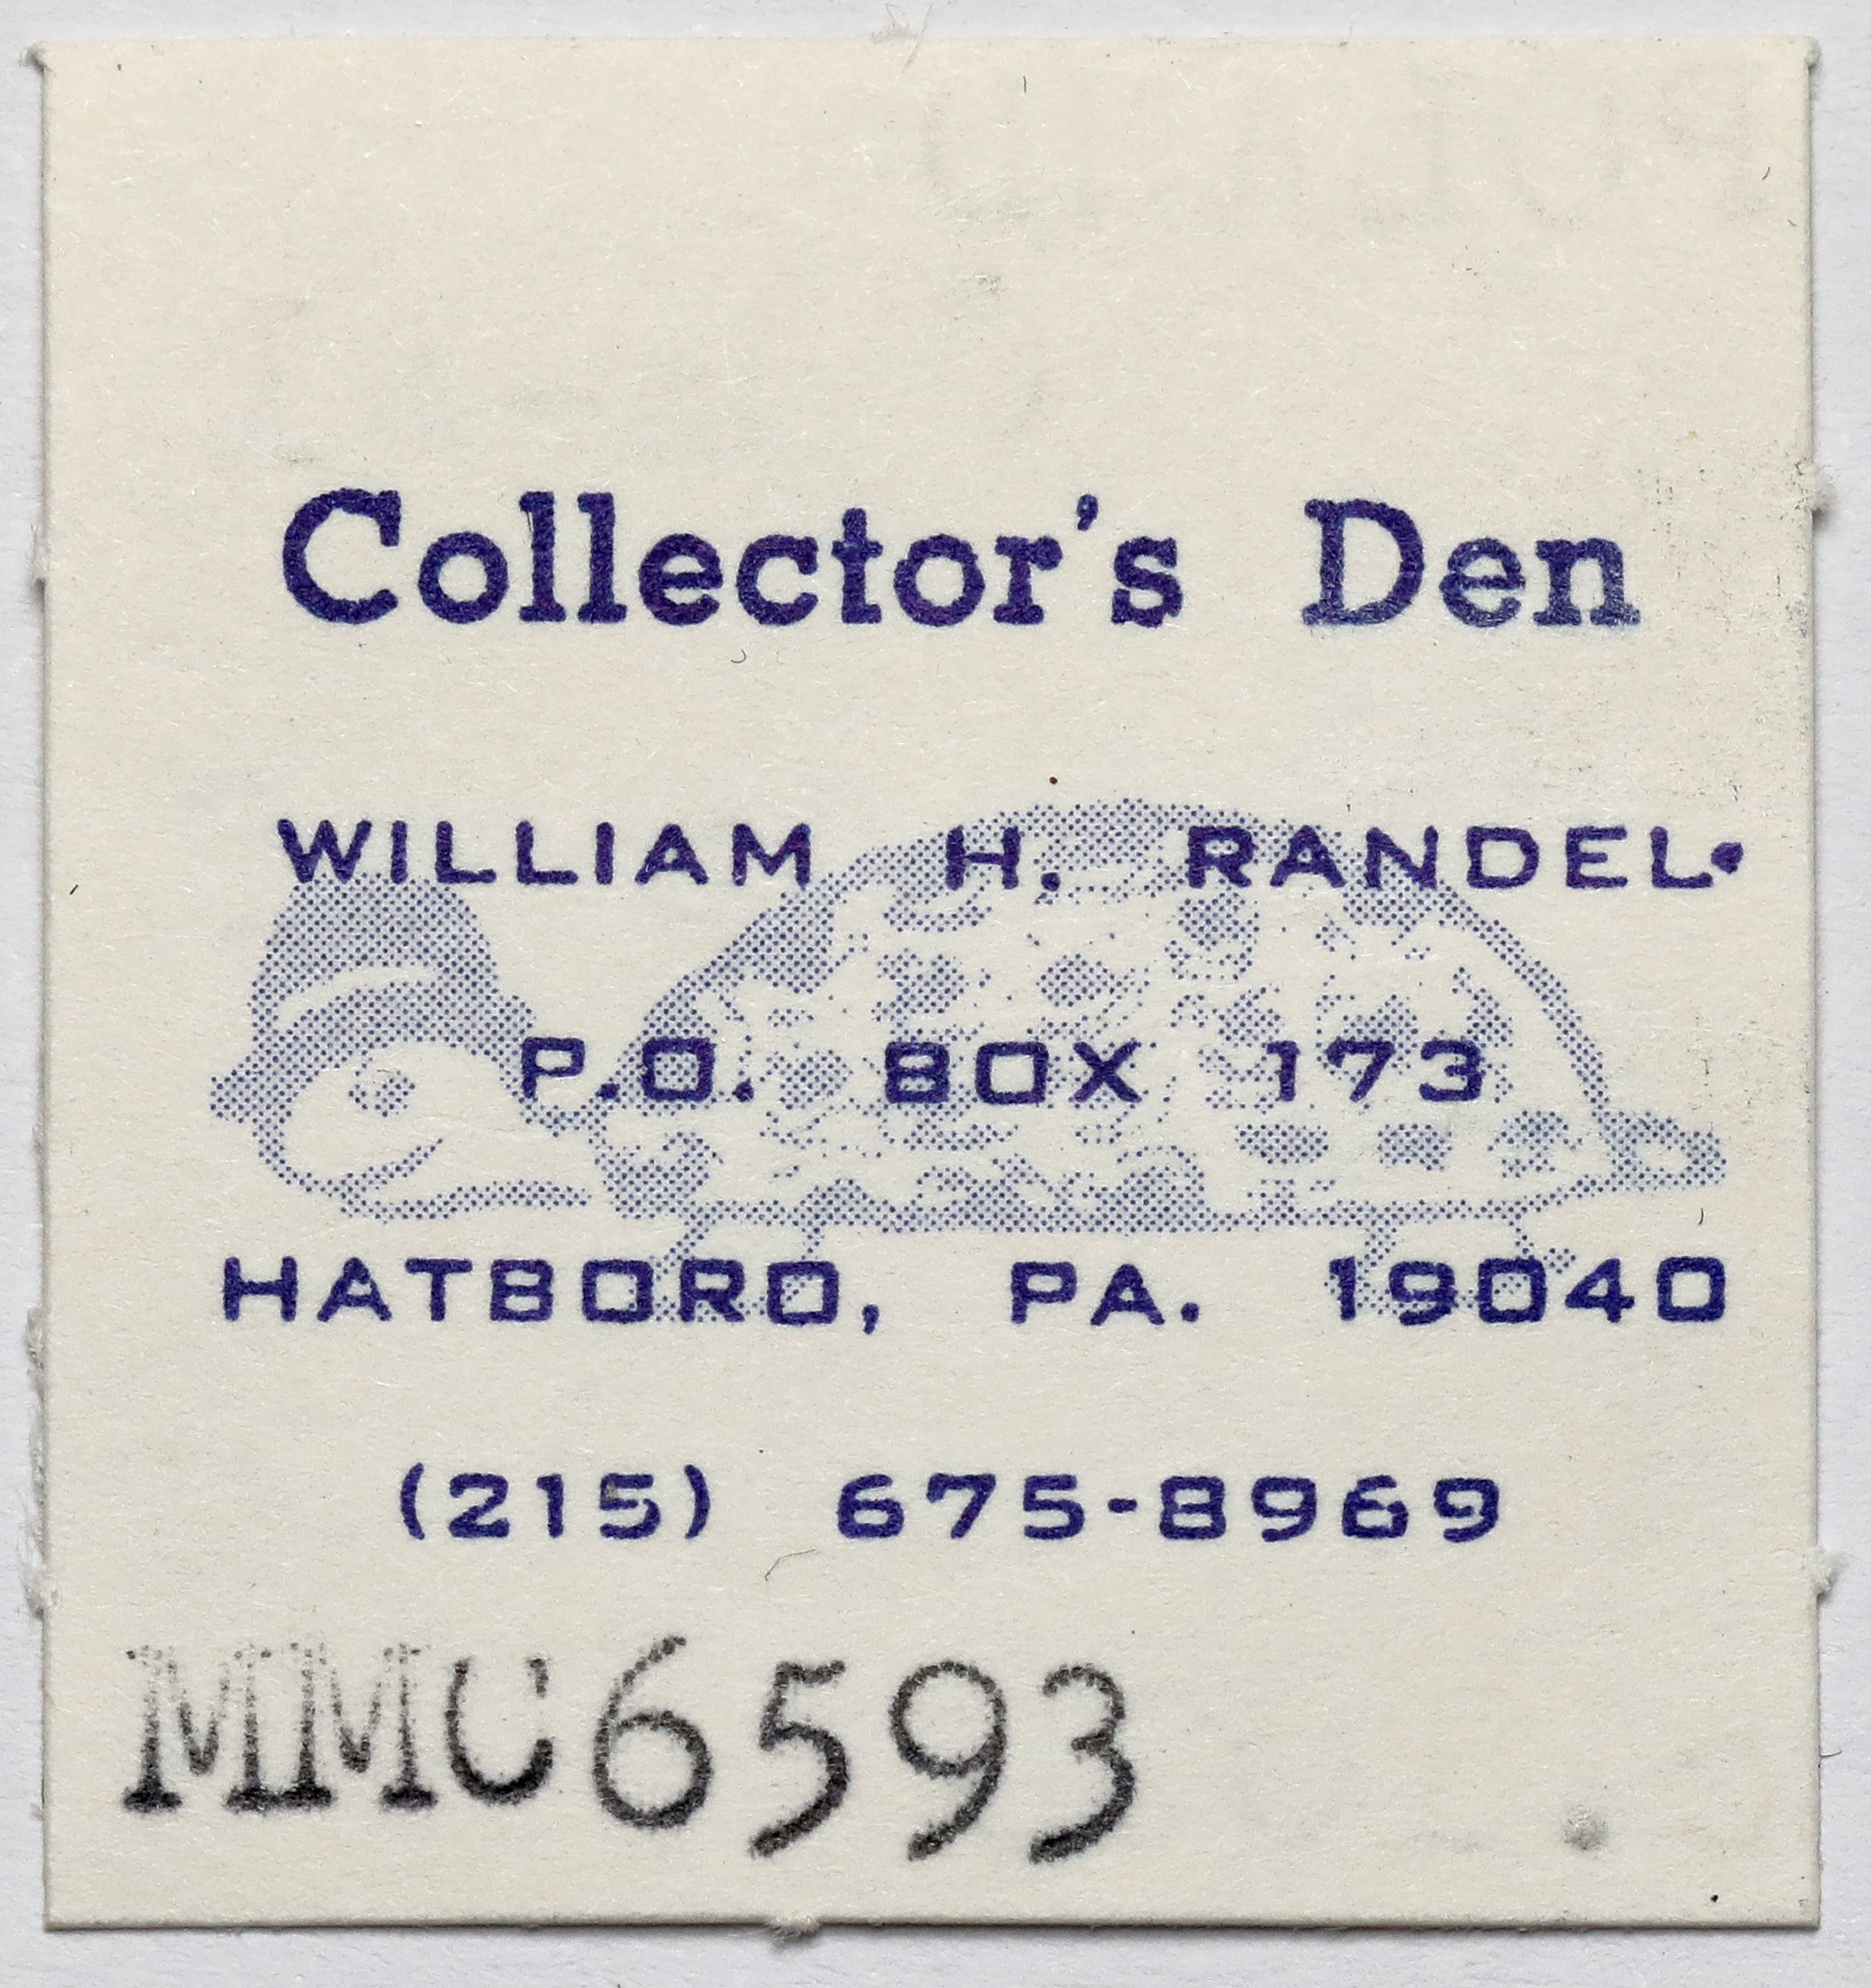 Collector's Den
WILLIAM H. RANDEL
P.O. BOX 173
HATBORO, PA. 19040
(215) 675-8969
MMC6593